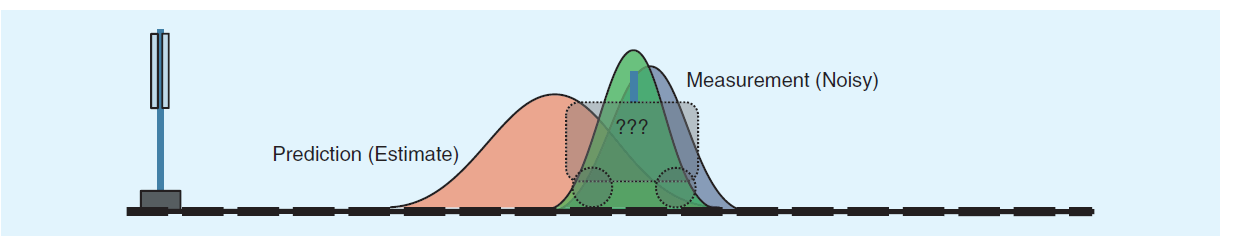 Measurement (Noisy)
???
Prediction (Estimate)